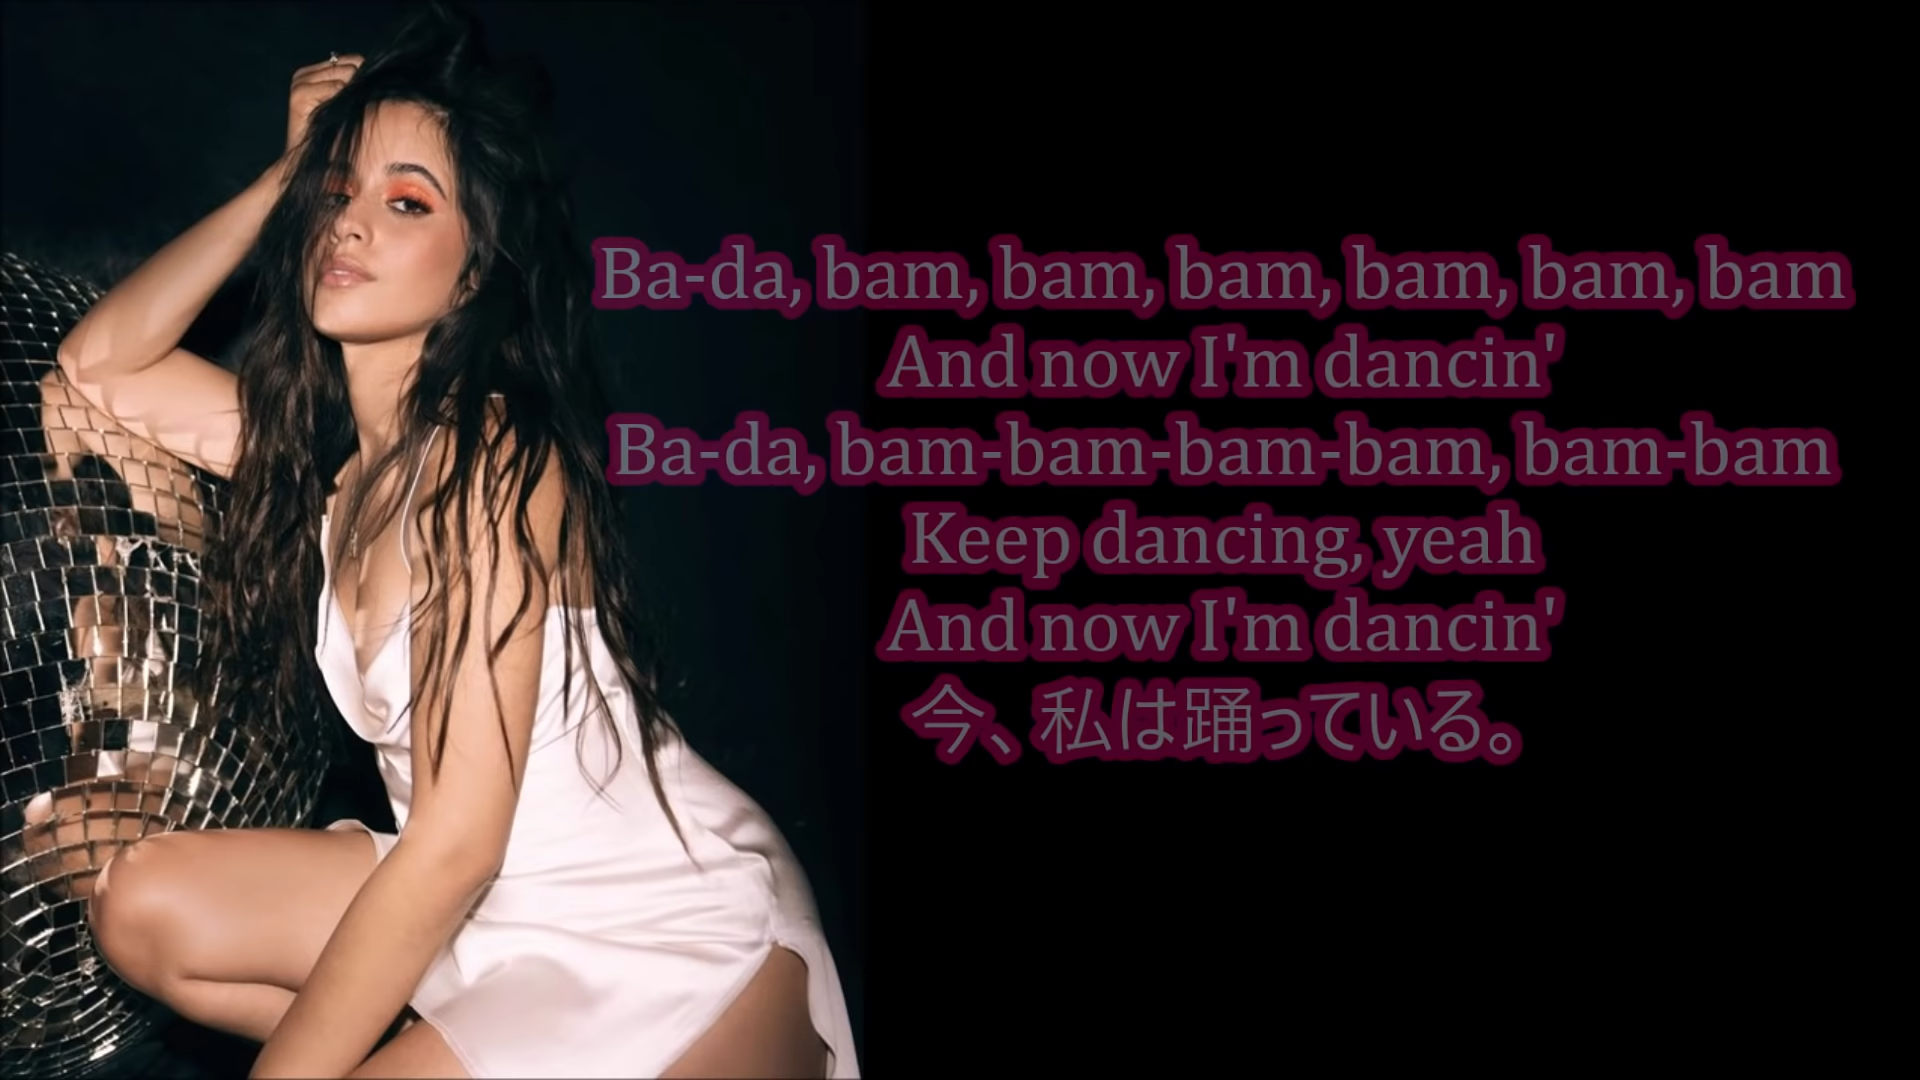 Ba-da, bam, bam, bam, bam, bam, bam
And now I'm dancin'
Ba-da, bam-bam-bam-bam, bam-bam
Keep dancing, yeah
And now I'm dancin'
今、私は踊っている。